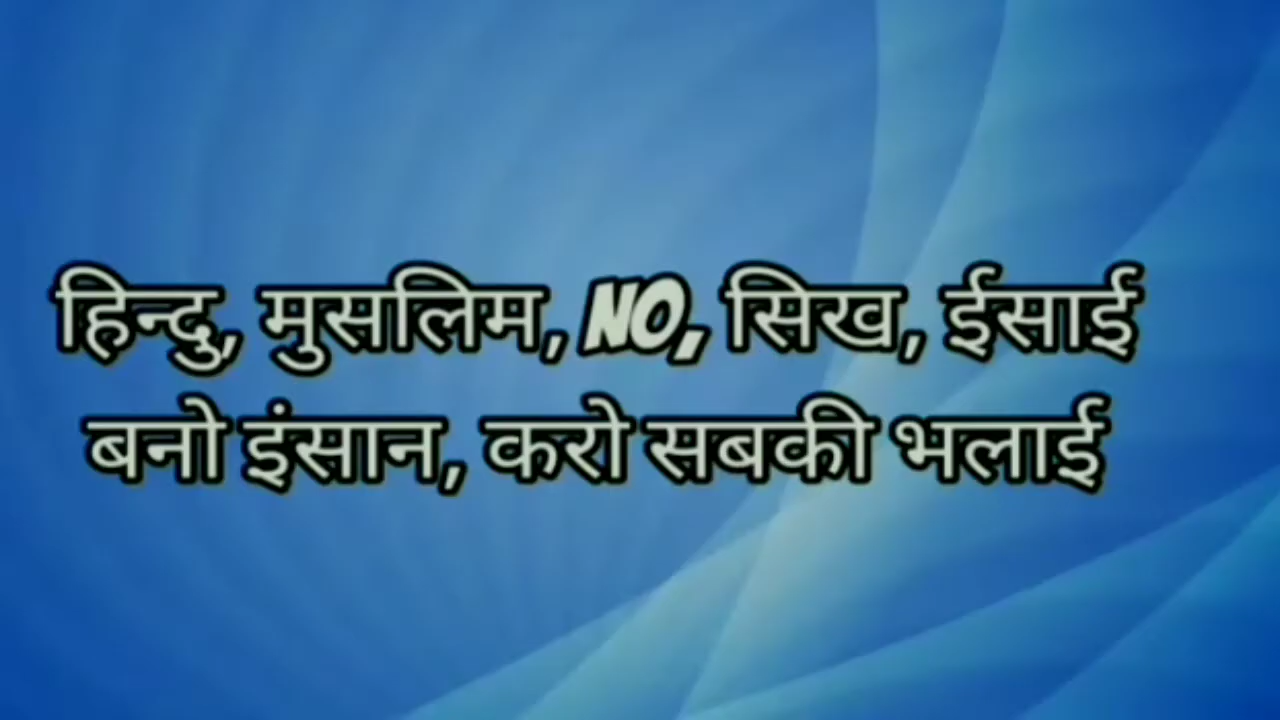 हिन्दु, मुसलिम, NO, सिख, ईसाई
बनो इंसान, करो सबकी भलाई